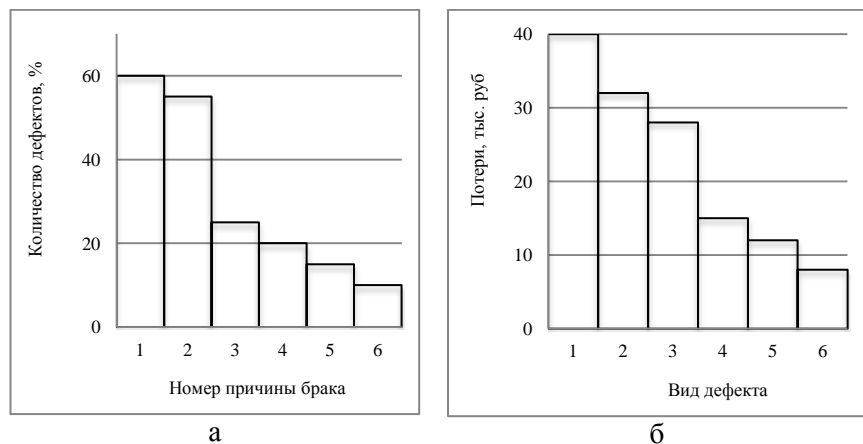 Количество дефектов, %
60
40
20
0
1 2 3 4 5 6
Номер причины брака
а
Потери, тыс. руб
40
30
20
10
0
1 2 3 4 5 6
Вид дефекта
б